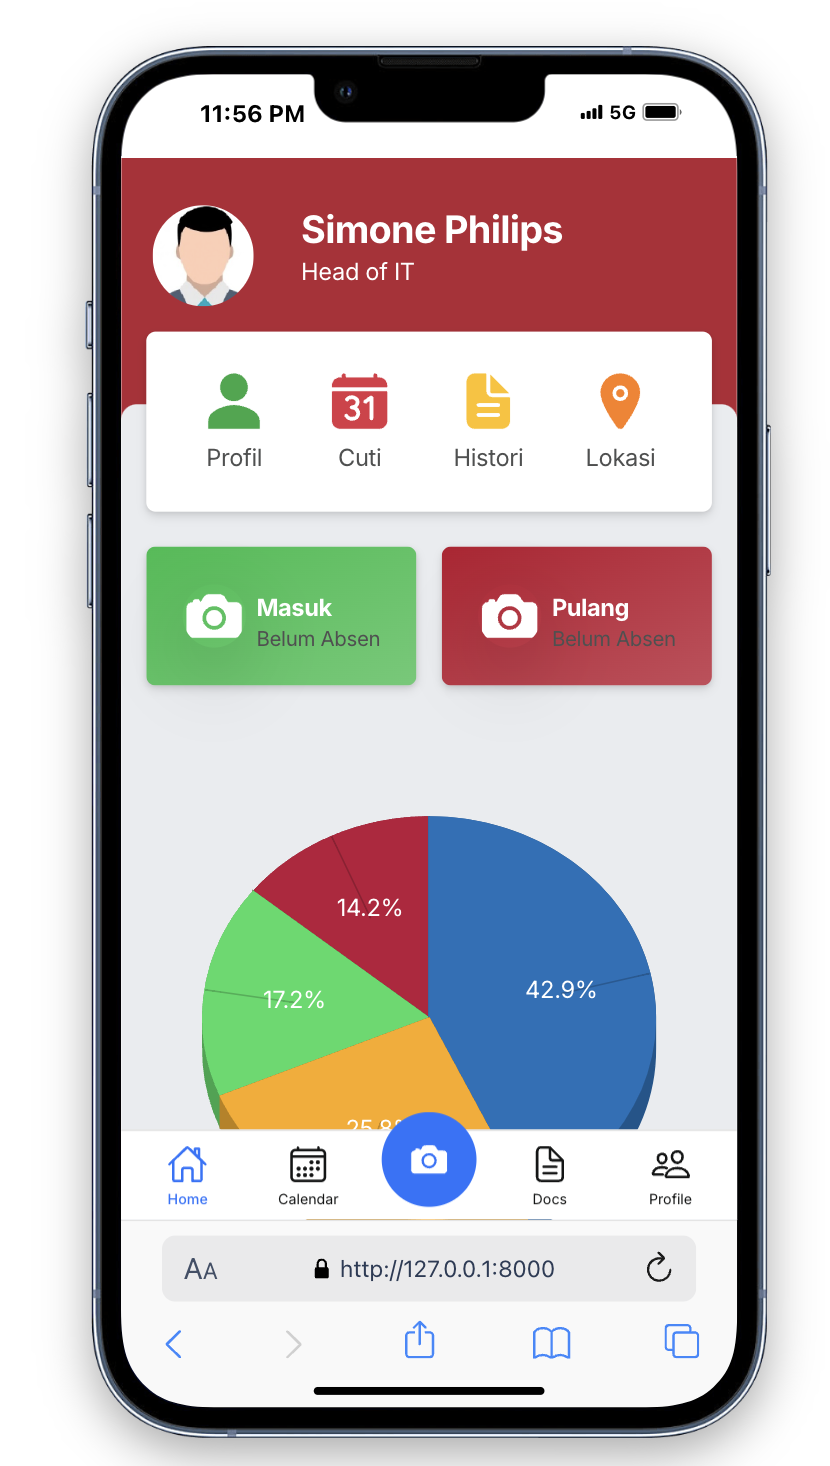 11:56 PM
5G
Simone Philips
Head of IT
31
Profil
Cuti
Histori
Lokasi
Masuk
Belum Absen
Pulang
Belum Absen
14.2%
42.9%
17.2%
25.8%
Home
Calendar
Docs
Profile
AA
http://127.0.0.1:8000